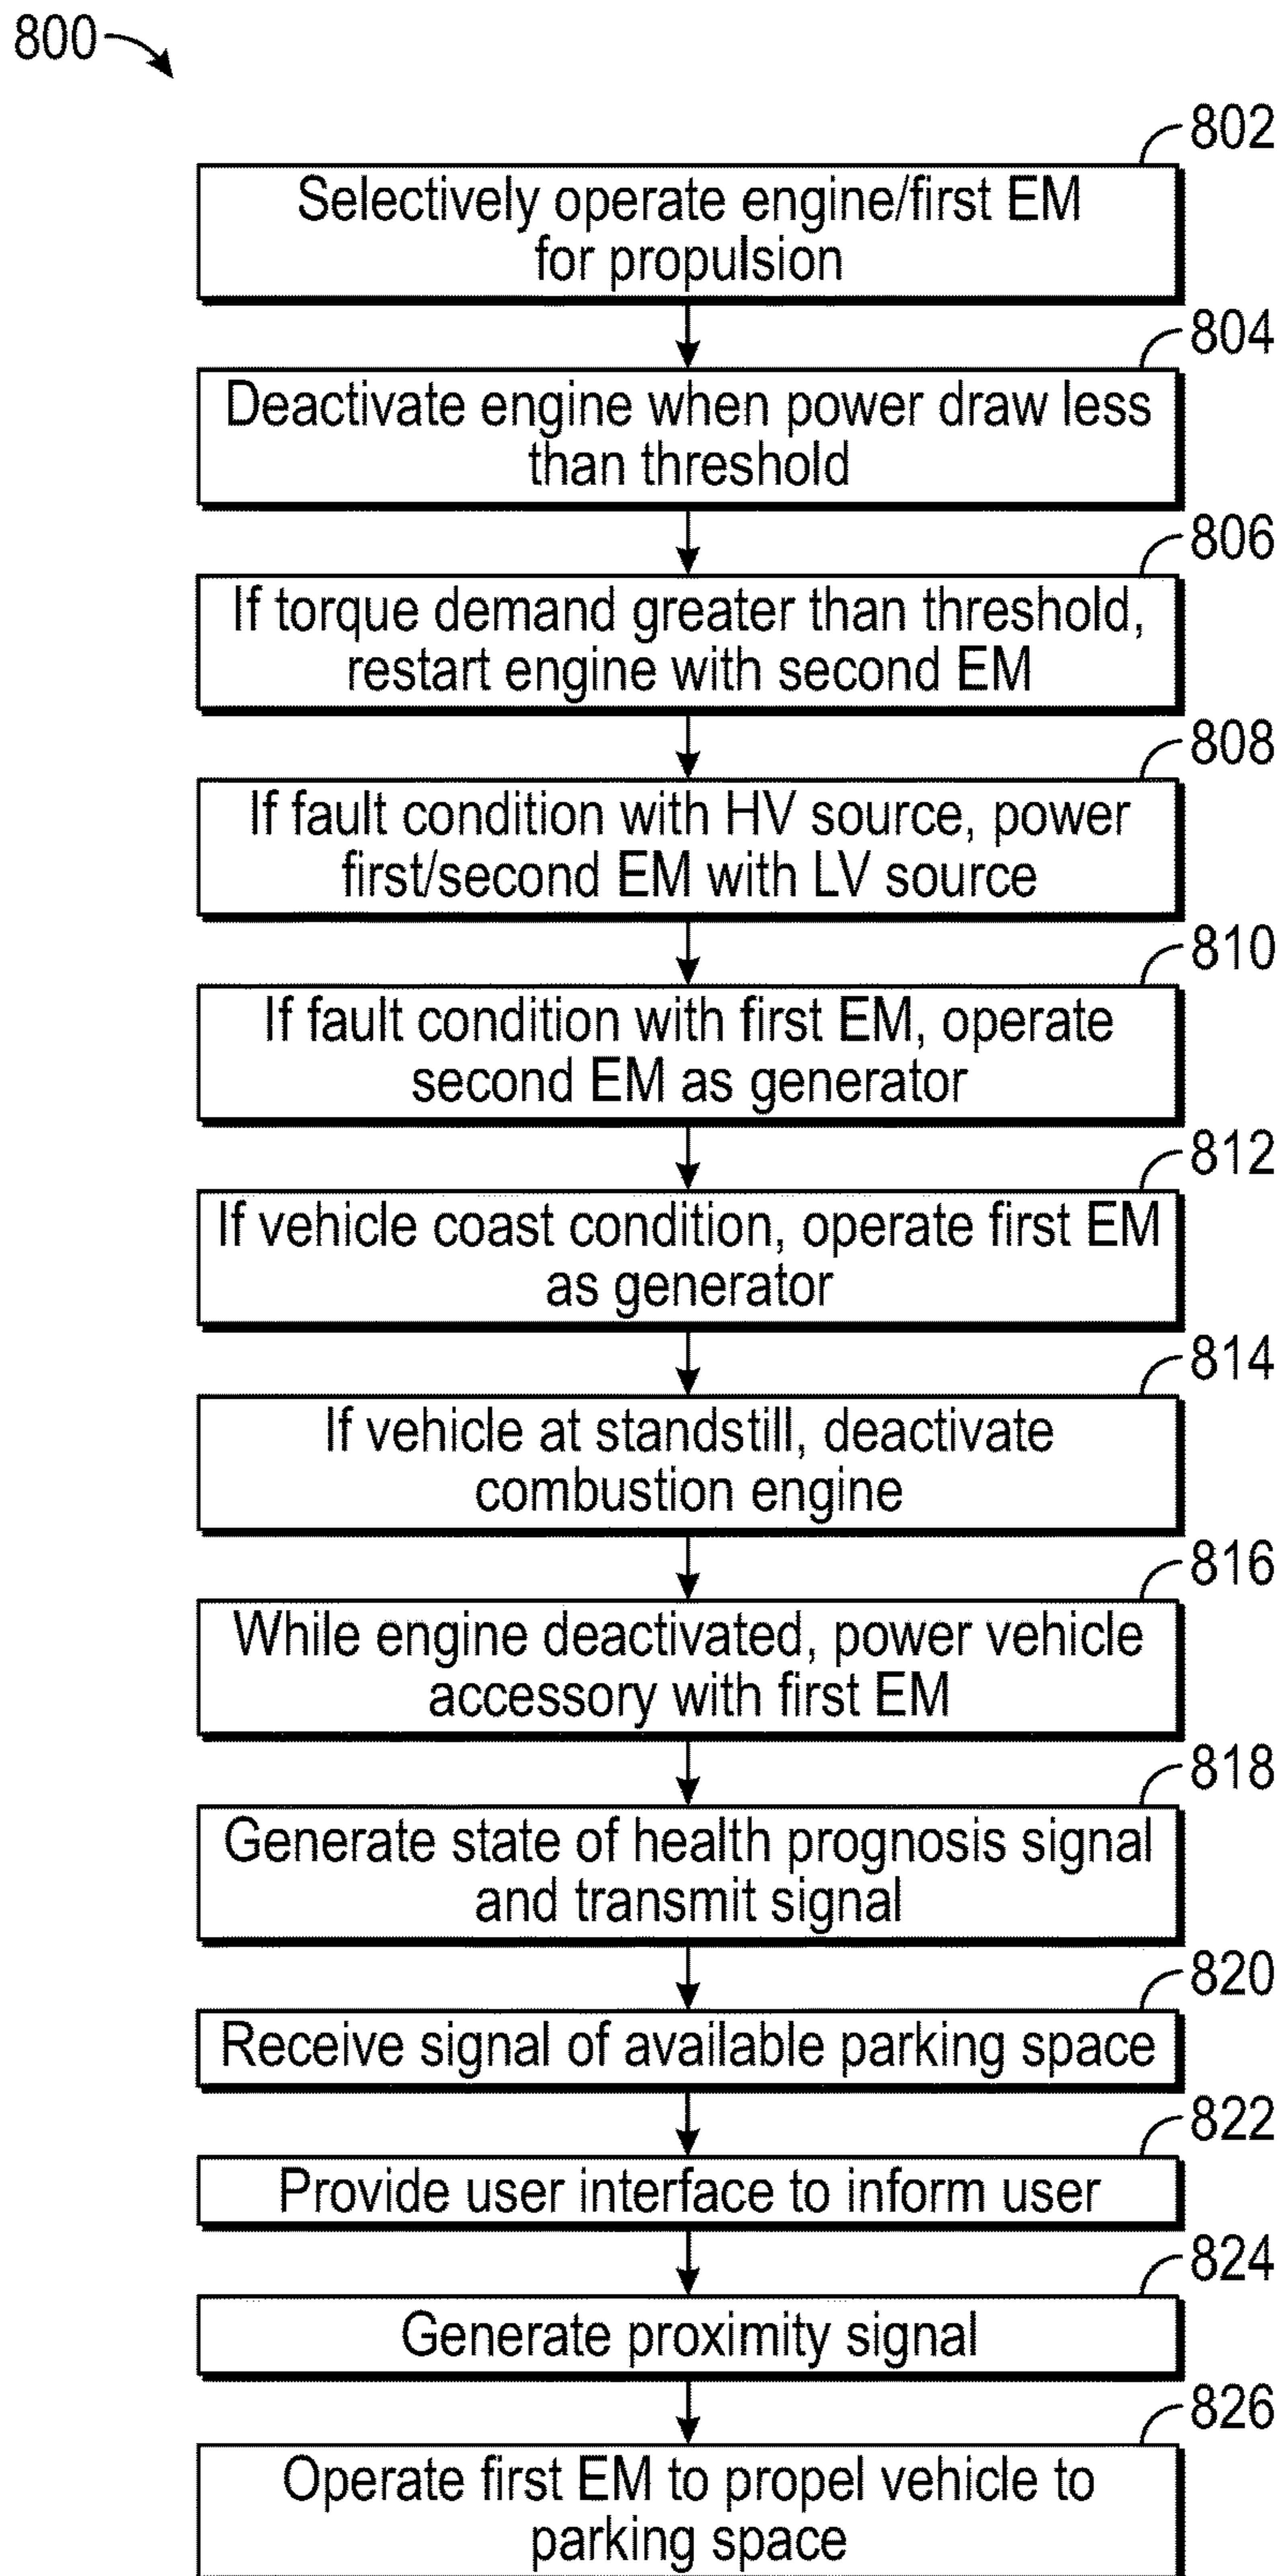 800
802
Selectively operate engine/first EM
for propulsion
804
Deactivate engine when power draw less
than threshold
806
If torque demand greater than threshold,
restart engine with second EM
808
If fault condition with HV source, power
first/second EM with LV source
810
If fault condition with first EM, operate
second EM as generator
812
If vehicle coast condition, operate first EM
as generator
814
If vehicle at standstill, deactivate
combustion engine
816
While engine deactivated, power vehicle
accessory with first EM
818
Generate state of health prognosis signal
and transmit signal
820
Receive signal of available parking space
822
Provide user interface to inform user
824
Generate proximity signal
826
Operate first EM to propel vehicle to
parking space